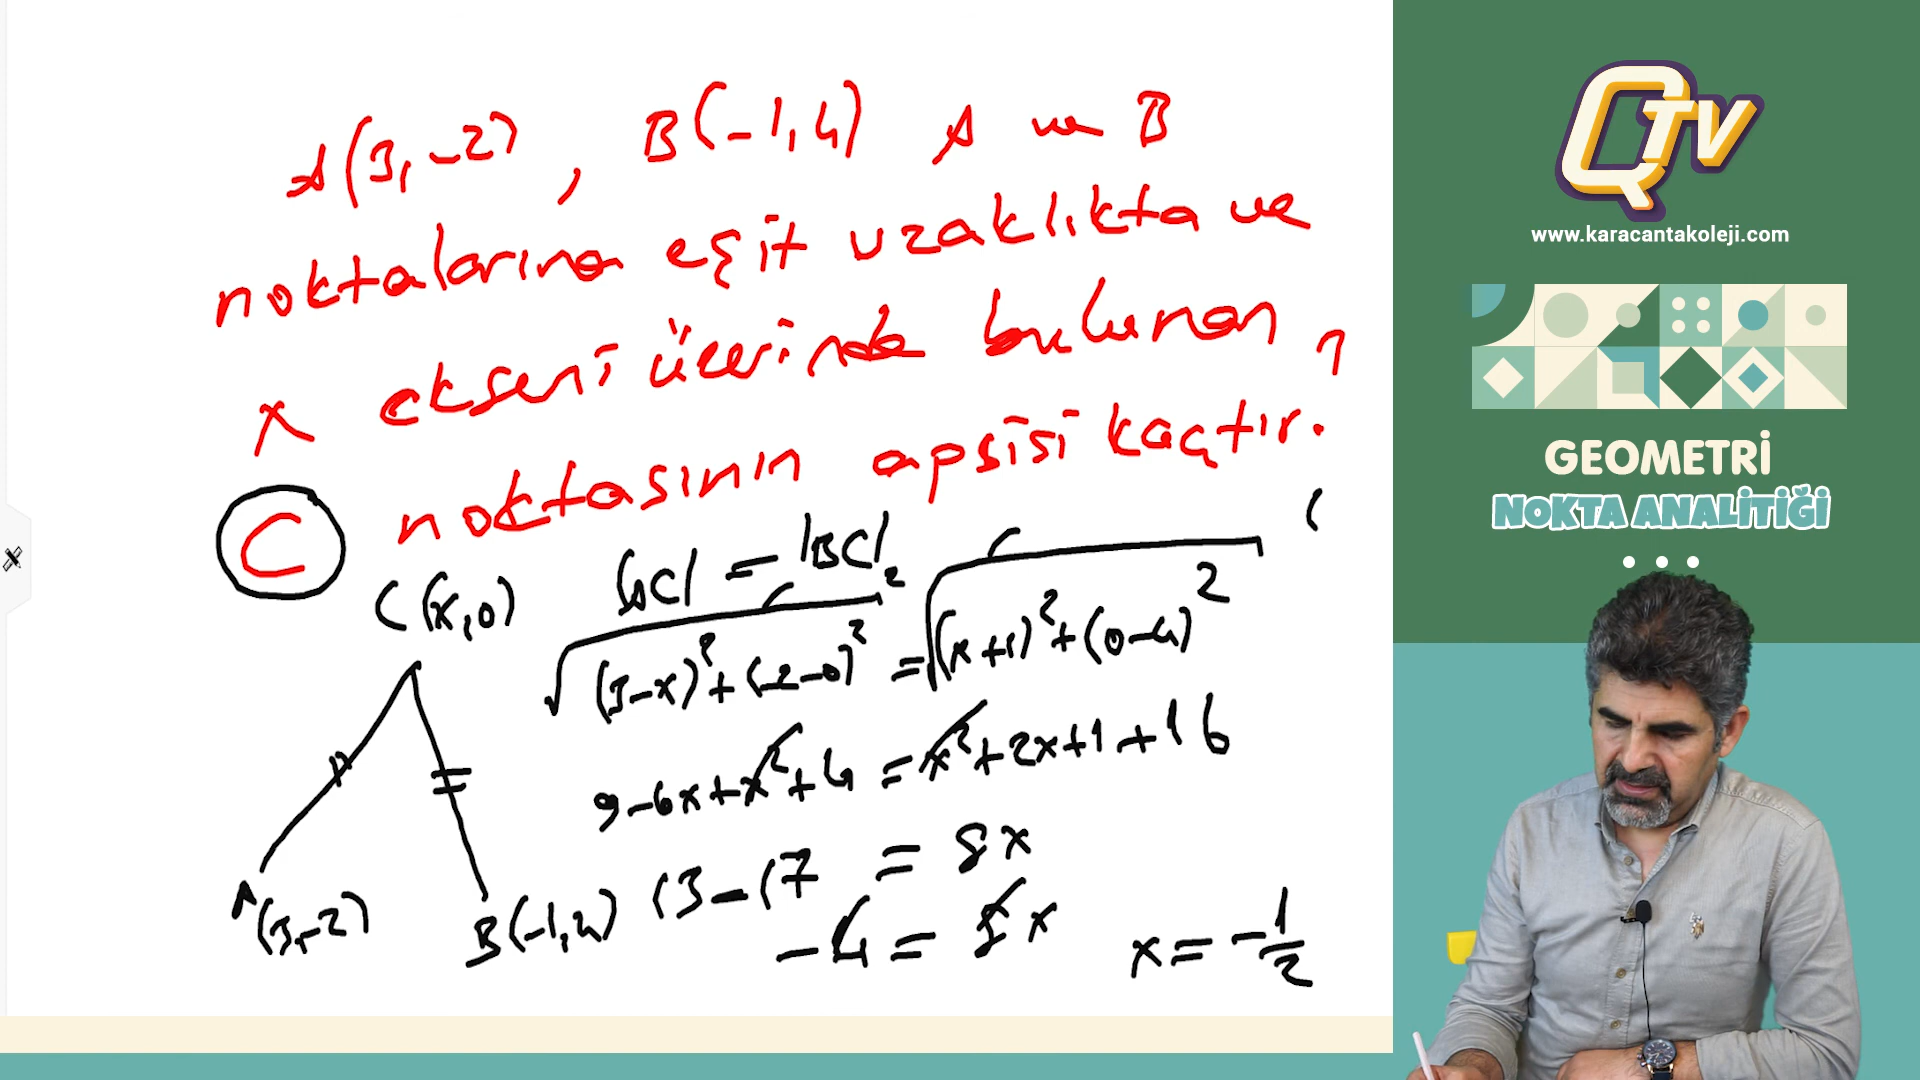 A(3,-2), B(-1,4) A ve B
noktalarına eşit uzaklıkta ve
x ekseni üzerinde bulunan
C noktasının apsisi kaçtır?
C(x,0)
|AC| = |BC|
√(3-x)²+(-2-0)² = √(x+1)²+(0-4)²
9-6x+x²+4 = x²+2x+1+16
13-17 = 8x
-4 = 8x
x = -1/2
A(3,-2)
B(-1,4)
QTV
www.karacantakoleji.com
GEOMETRİ
NOKTA ANALİTİĞİ